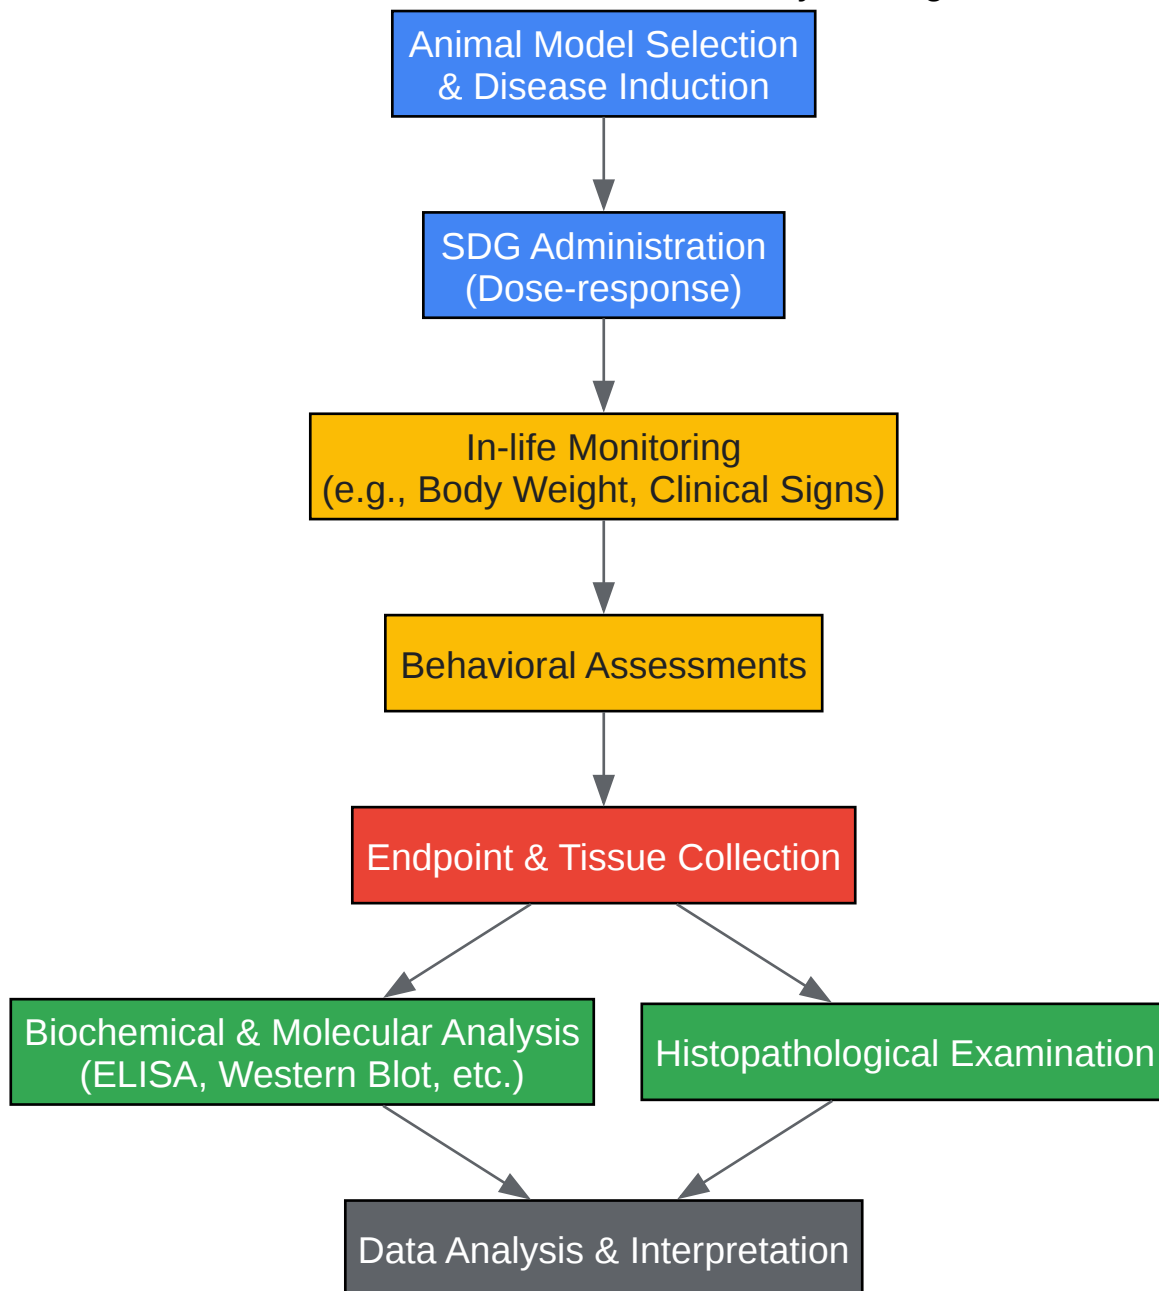 Animal Model Selection
& Disease Induction
SDG Administration
(Dose-response)
In-life Monitoring
(e.g., Body Weight, Clinical Signs)
Behavioral Assessments
Endpoint & Tissue Collection
Biochemical & Molecular Analysis
(ELISA, Western Blot, etc.)
Histopathological Examination
Data Analysis & Interpretation